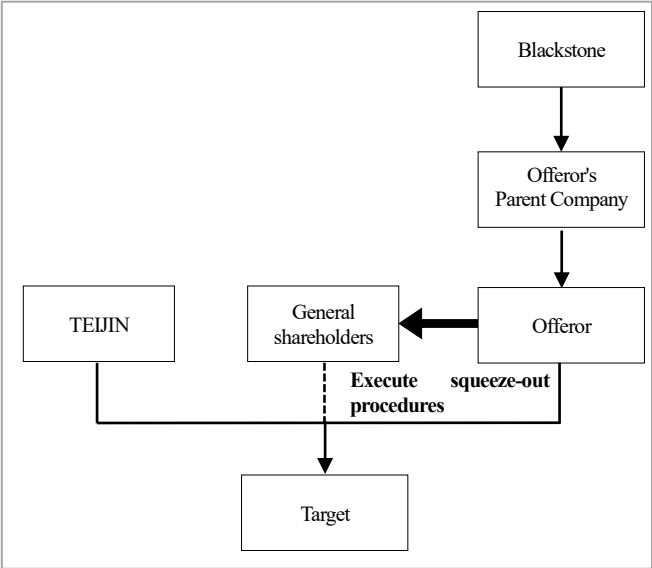 Blackstone
Offeror's
Parent Company
TEIJIN
General
shareholders
Offeror
Execute squeeze-out
procedures
Target